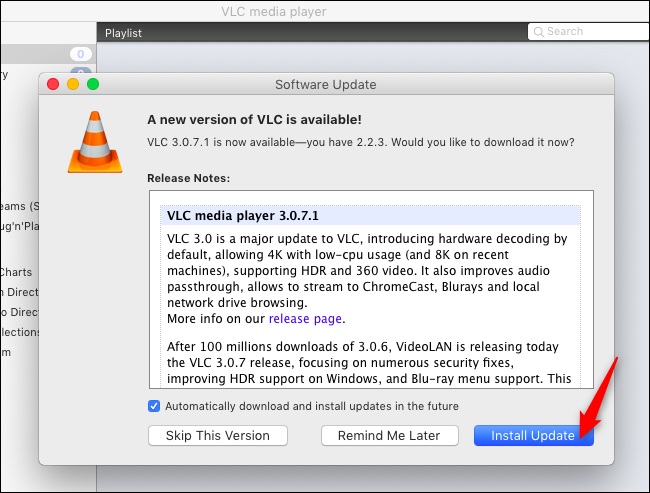 VLC media player
Playlist
Search
0
ry
Software Update
A new version of VLC is available!
VLC 3.0.7.1 is now available—you have 2.2.3. Would you like to download it now?
Release Notes:
VLC media player 3.0.7.1
VLC 3.0 is a major update to VLC, introducing hardware decoding by
default, allowing 4K with low-cpu usage (and 8K on recent
machines), supporting HDR and 360 video. It also improves audio
passthrough, allows to stream to ChromeCast, Blurays and local
network drive browsing.
More info on our release page.
After 100 millions downloads of 3.0.6, VideoLAN is releasing today
the VLC 3.0.7 release, focusing on numerous security fixes,
improving HDR support on Windows, and Blu-ray menu support. This
eams (S
ug'n'Pla
Charts
n Direct
o Direct
lections
m
Automatically download and install updates in the future
Skip This Version
Remind Me Later
Install Update